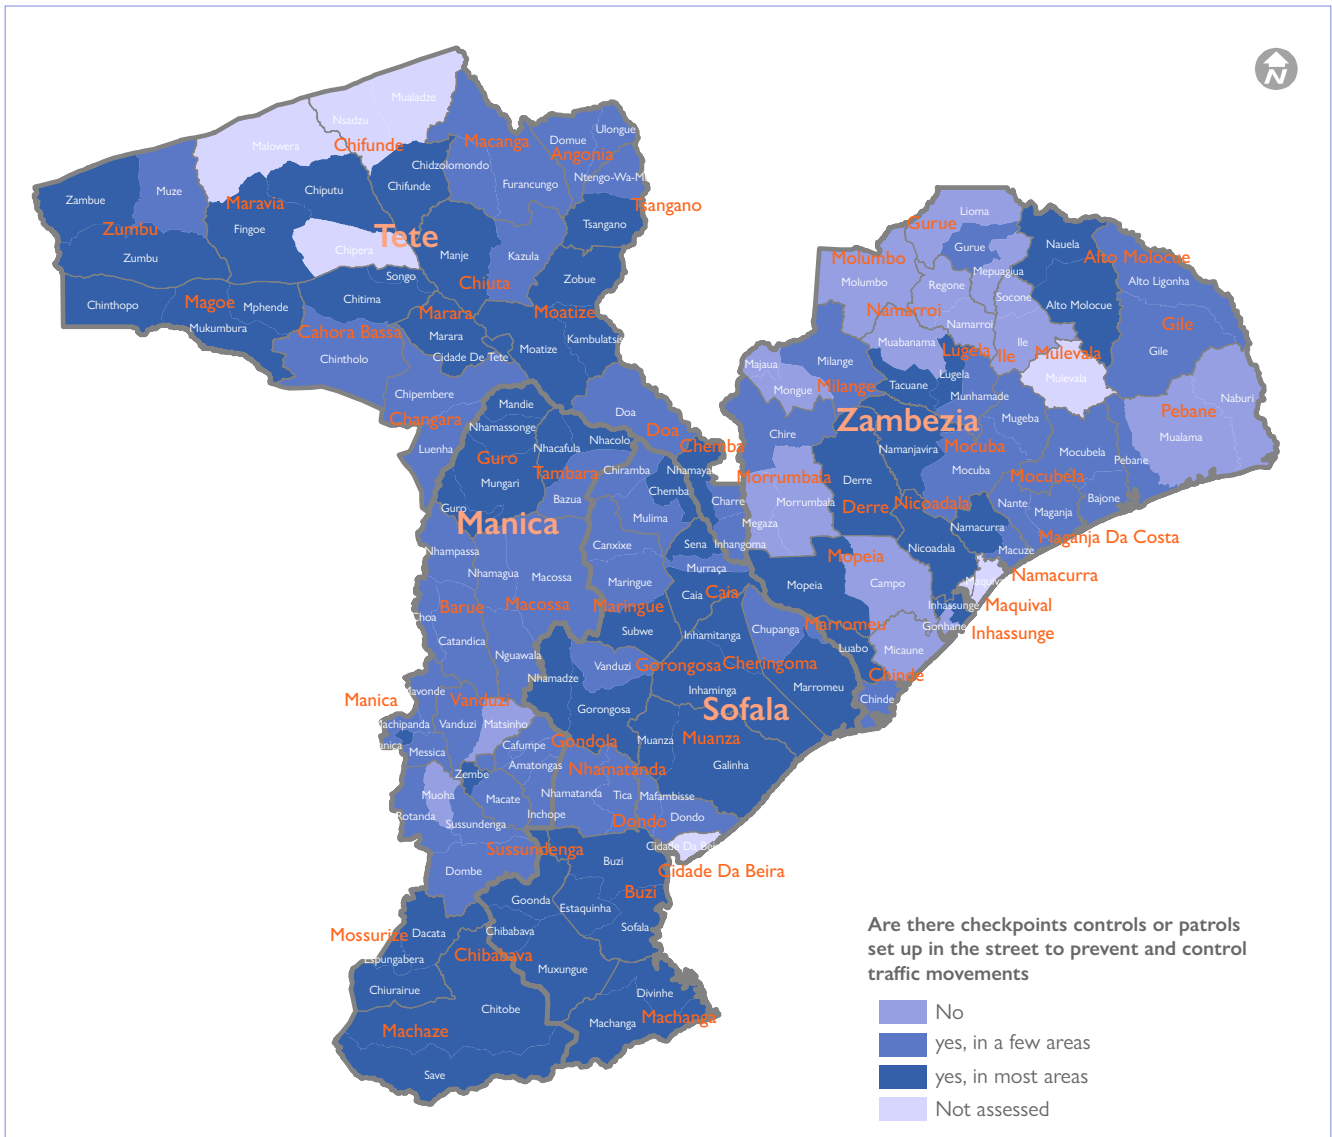 N
Mualadze
Nsadzu
Malowera
Chifunde
Macanga
Ulongue
Domue
Angonia
Chidzolomondo
Chifunde
Furancungo
Ntengo-Wa-M
Muze
Zambue
Chiputu
Maravia
Tsangano
Tsangano
Zumbu
Fingoe
Tete
Chipera
Manje
Kazula
Zumbu
Songo
Chiuta
Zobue
Chinthopo
Magoe
Mphende
Chitima
Marara
Moatize
Mukumbura
Cahora Bassa
Marara
Kambulatsis
Chintholo
Cidade De Tete
Moatize
Chipembere
Changara
Mandie
Doa
Doa
Nhamassonge
Luenha
Guro
Nhacafula
Nhacolo
Chemba
Tambara
Chiramba
Nhamaya
Mungari
Chemba
Guro
Bazua
Manica
Mulima
Charre
Megaza
Inhangoma
Nhampassa
Canxixe
Sena
Nhamagua
Macossa
Murraça
Maringue
Barue
Macossa
Maringue
Caia
Caia
Choa
Catandica
Subwe
Inhamitanga
Chupanga
Marromeu
Nguawala
Vanduzi
Gorongosa
Cheringoma
Nhamadze
Inhaminga
Marromeu
Manica
Mavonde
Vanduzi
Gorongosa
Sofala
Machipanda
Vanduzi
Matsinho
anica
Messica
Cafumpe
Gondola
Muanza
Muanza
Amatongas
Galinha
Zembe
Nhamatanda
Muoha
Macate
Nhamatanda
Tica
Mafambisse
Rotanda
Sussundenga
Inchope
Dondo
Dondo
Sussundenga
Cidade Da Be
Cidade Da Beira
Dombe
Buzi
Buzi
Goonda
Estaquinha
Mossurize
Dacata
Chibabava
Sofala
Chibabava
Espungabera
Muxungue
Chiurairue
Chitobe
Divinhe
Machanga
Machanga
Machaze
Save
Lioma
Gurue
Gurue
Nauela
Alto Molocue
Molumbo
Mepuagiua
Molumbo
Regone
Socone
Alto Ligonha
Alto Molocue
Namarroi
Namarroi
Gile
Muabanama
Ile
Lugela
Ile
Mulevala
Gile
Majaua
Milange
Mongue
Milange
Tacuane
Lugela
Mulevala
Munhamade
Naburi
Pebane
Zambezia
Mugeba
Mualama
Chire
Namanjavira
Mocuba
Mocubela
Pebane
Mocuba
Mocubela
Morrumbala
Derre
Morrumbala
Derre
Nicoadala
Nante
Bajone
Maganja
Namacurra
Maganja Da Costa
Nicoadala
Macuze
Mopeia
Mopeia
Campo
Maquiva
Namacurra
Inhassunge
Maquival
Gonhane
Inhassunge
Luabo
Micaune
Chinde
Chinde
Are there checkpoints controls or patrols
set up in the street to prevent and control
traffic movements
No
yes, in a few areas
yes, in most areas
Not assessed